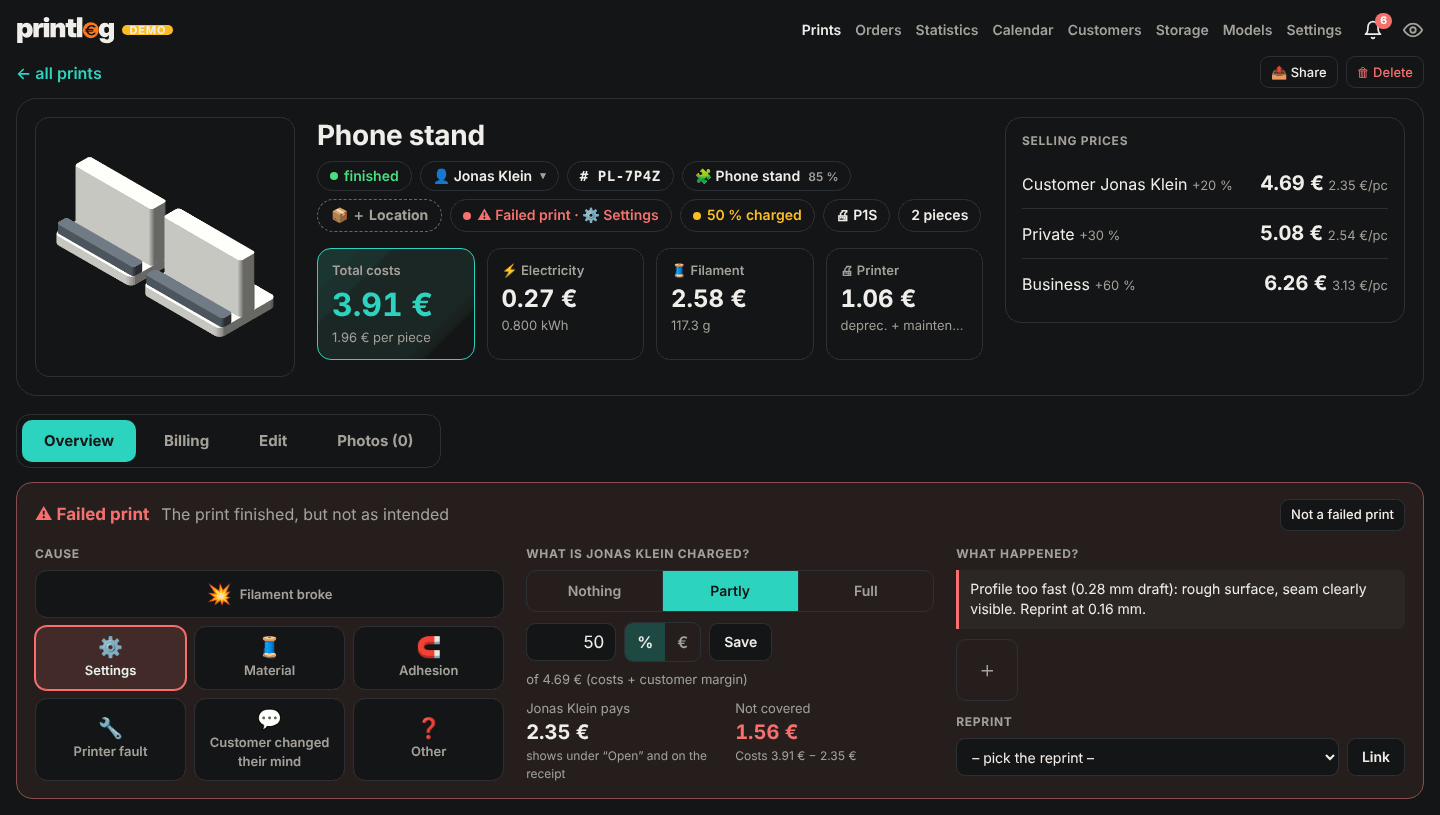 printl€g DEMO
Prints Orders Statistics Calendar Customers Storage Models Settings 6
← all prints
📤 Share 🗑 Delete
Phone stand
finished 👤 Jonas Klein ▾ # PL-7P4Z 🧩 Phone stand 85 %
📦 + Location ⚠ Failed print · ⚙️ Settings 50 % charged 🖨 P1S 2 pieces
Total costs
3.91 €
1.96 € per piece
⚡ Electricity
0.27 €
0.800 kWh
🧵 Filament
2.58 €
117.3 g
🖨 Printer
1.06 €
deprec. + mainten...
SELLING PRICES
Customer Jonas Klein +20 % 4.69 € 2.35 €/pc
Private +30 % 5.08 € 2.54 €/pc
Business +60 % 6.26 € 3.13 €/pc
Overview Billing Edit Photos (0)
⚠ Failed print The print finished, but not as intended
Not a failed print
CAUSE
💥 Filament broke
⚙️ Settings
🧵 Material
🧲 Adhesion
🔧 Printer fault
💬 Customer changed
their mind
❓ Other
WHAT IS JONAS KLEIN CHARGED?
Nothing Partly Full
50 % € Save
of 4.69 € (costs + customer margin)
Jonas Klein pays
2.35 €
shows under “Open” and on the
receipt
Not covered
1.56 €
Costs 3.91 € − 2.35 €
WHAT HAPPENED?
Profile too fast (0.28 mm draft): rough surface, seam clearly
visible. Reprint at 0.16 mm.
+
REPRINT
– pick the reprint – Link